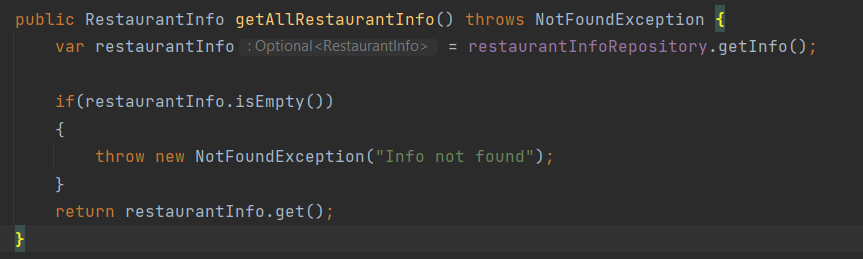 public RestaurantInfo getAllRestaurantInfo() throws NotFoundException {
    var restaurantInfo : Optional<RestaurantInfo> = restaurantInfoRepository.getInfo();
    if(restaurantInfo.isEmpty())
    {
        throw new NotFoundException("Info not found");
    }
    return restaurantInfo.get();
}